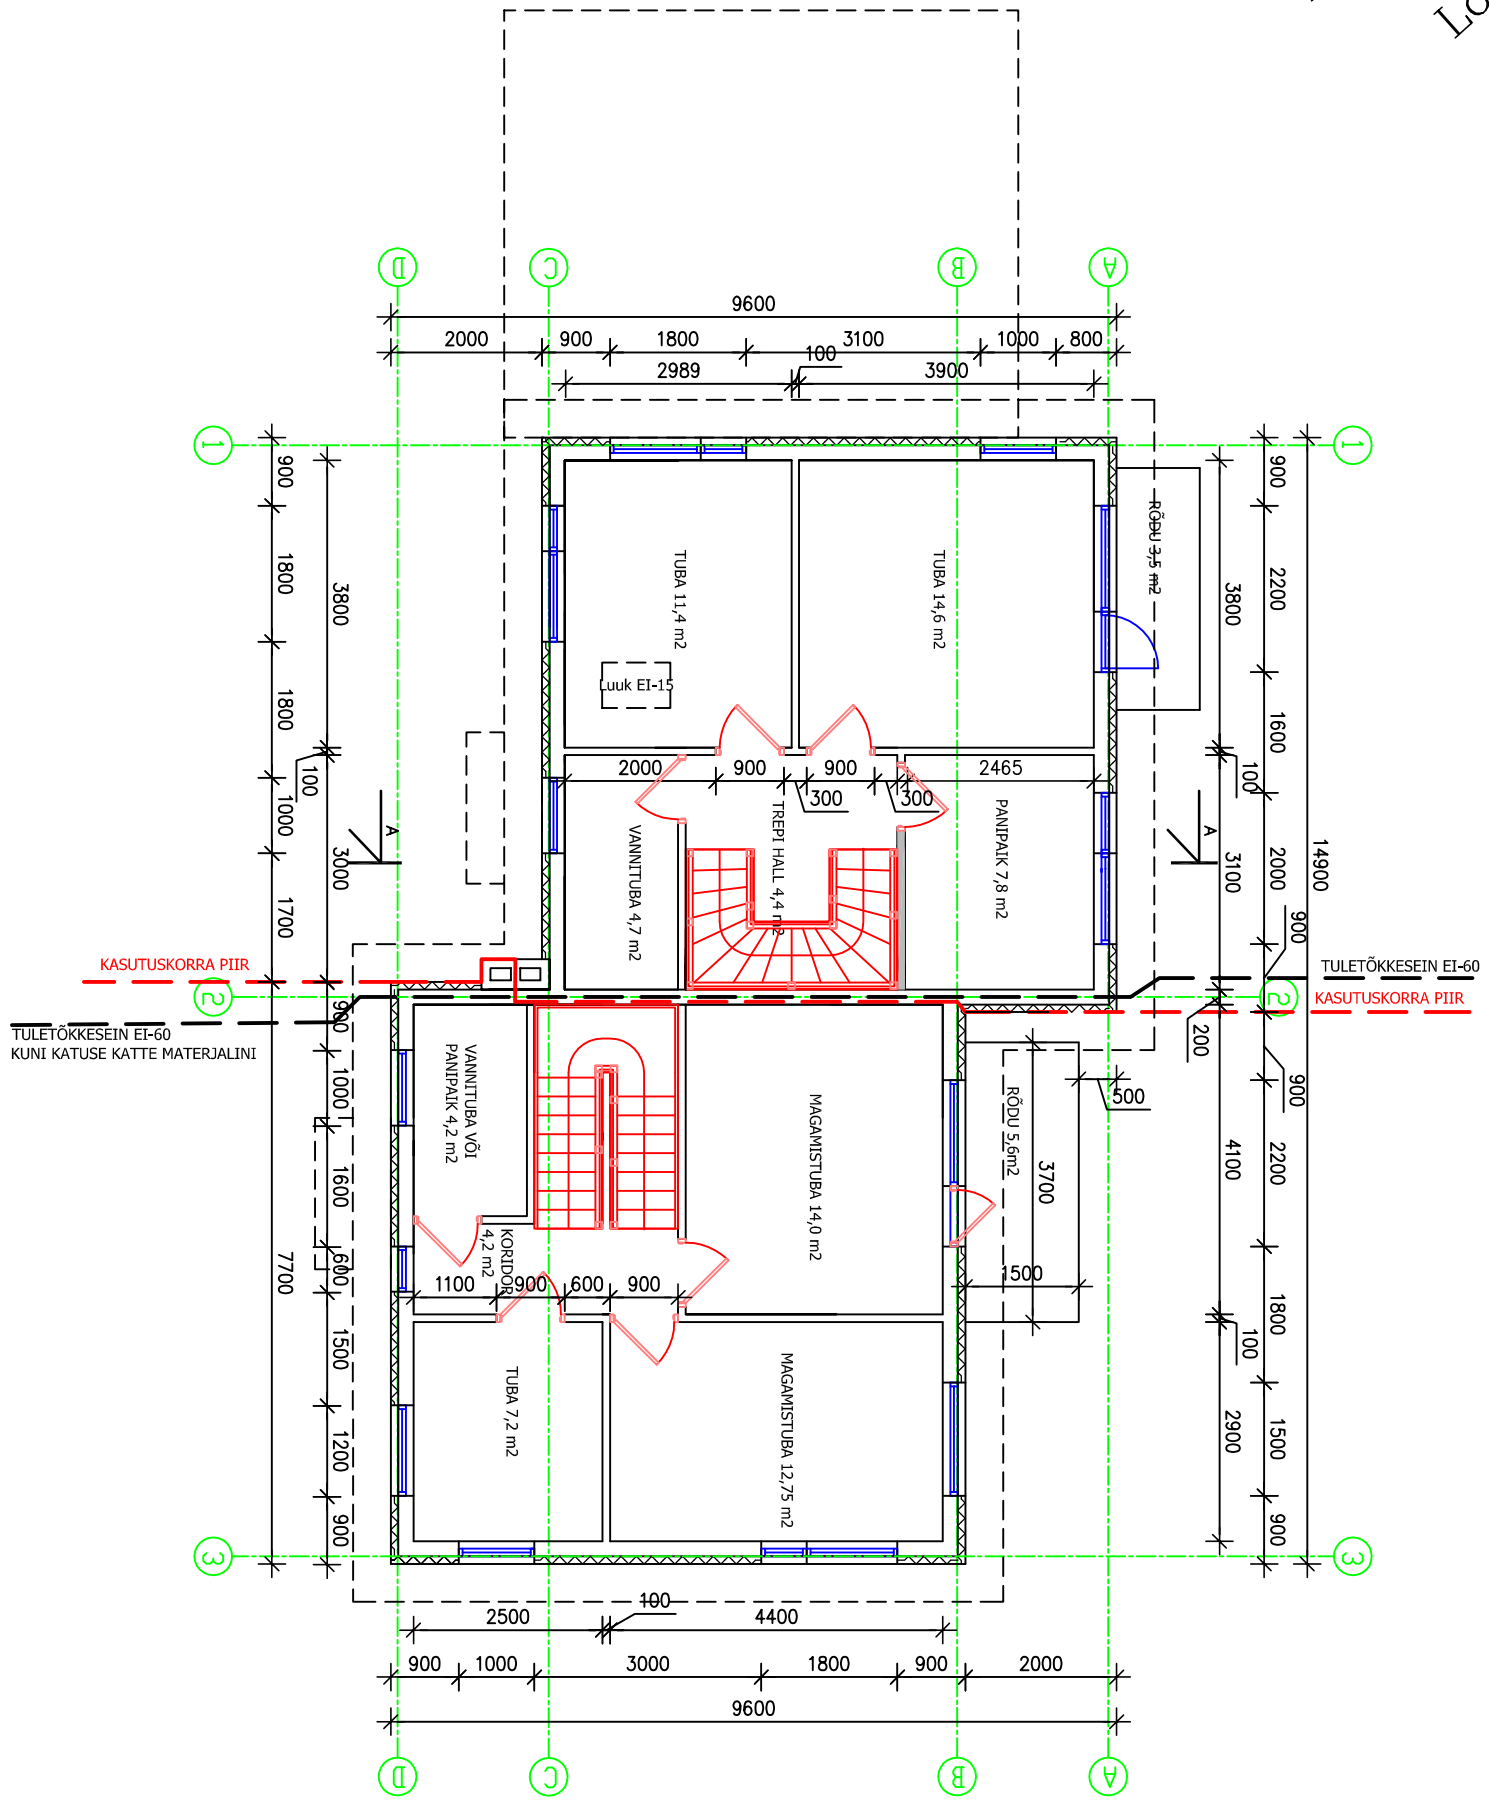 Lo
D
C
B
A
9600
2000
900
1800
3100
1000
800
100
2989
3900
1
1
900
1800
1800
1000
1700
7700
3800
100
3000
900
1000
1600
600
1500
1200
900
TUBA 11,4 m2
TUBA 14,6 m2
RÕDU 3,5 m2
Luuk EI-15
2000
900
900
2465
300
300
VANNITUBA 4,7 m2
TREPI HALL 4,4 m2
PANIPAIK 7,8 m2
A
A
3800
100
3100
200
4100
100
2900
900
2200
1600
2000
900
900
2200
1800
1500
900
14900
KASUTUSKORRA PIIR
TULETÕKKESEIN EI-60
KASUTUSKORRA PIIR
2
2
TULETÕKKESEIN EI-60
KUNI KATUSE KATTE MATERJALINI
VANNITUBA VÕI
PANIPAIK 4,2 m2
MAGAMISTUBA 14,0 m2
RÕDU 5,6m2
500
3700
1500
KORIDOR
4,2 m2
1100
900
600
900
TUBA 7,2 m2
MAGAMISTUBA 12,75 m2
3
3
2500
100
4400
900
1000
3000
1800
900
2000
9600
D
C
B
A